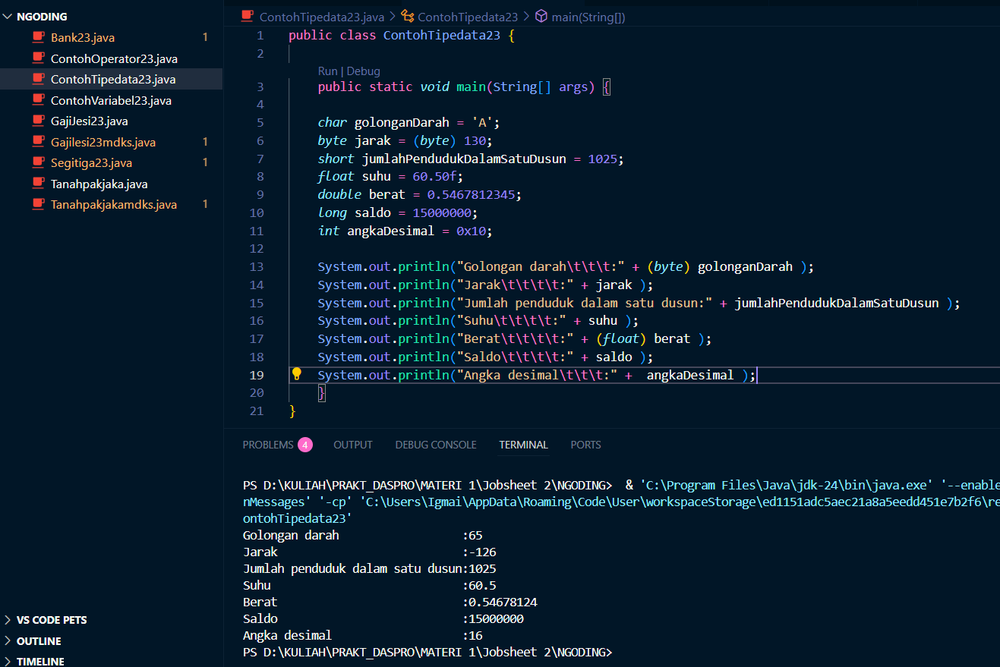 NGODING
Bank23.java 1
ContohOperator23.java
ContohTipedata23.java
ContohVariabel23.java
GajiJesi23.java
Gajilesi23mdks.java 1
Segitiga23.java 1
Tanahpakjaka.java
Tanahpakjakamdks.java 1
VS CODE PETS
OUTLINE
TIMELINE
ContohTipedata23.java > ContohTipedata23 > main(String[])
1 public class ContohTipedata23 {
2
Run | Debug
3 public static void main(String[] args) {
4
5 char golonganDarah = 'A';
6 byte jarak = (byte) 130;
7 short jumlahPendudukDalamSatuDusun = 1025;
8 float suhu = 60.50f;
9 double berat = 0.5467812345;
10 long saldo = 15000000;
11 int angkaDesimal = 0x10;
12
13 System.out.println("Golongan darah\t\t\t:" + (byte) golonganDarah );
14 System.out.println("Jarak\t\t\t\t:" + jarak );
15 System.out.println("Jumlah penduduk dalam satu dusun:" + jumlahPendudukDalamSatuDusun );
16 System.out.println("Suhu\t\t\t\t:" + suhu );
17 System.out.println("Berat\t\t\t\t:" + (float) berat );
18 System.out.println("Saldo\t\t\t\t:" + saldo );
19 System.out.println("Angka desimal\t\t\t:" +  angkaDesimal );
20 }
21 }
PROBLEMS 4 OUTPUT DEBUG CONSOLE TERMINAL PORTS
PS D:\KULIAH\PRAKT_DASPRO\MATERI 1\Jobsheet 2\NGODING>  & 'C:\Program Files\Java\jdk-24\bin\java.exe' '--enable
nMessages' '-cp' 'C:\Users\Igmai\AppData\Roaming\Code\User\workspaceStorage\ed1151adc5aec21a8a5eedd451e7b2f6\re
ontohTipedata23'
Golongan darah :65
Jarak :-126
Jumlah penduduk dalam satu dusun:1025
Suhu :60.5
Berat :0.54678124
Saldo :15000000
Angka desimal :16
PS D:\KULIAH\PRAKT_DASPRO\MATERI 1\Jobsheet 2\NGODING>